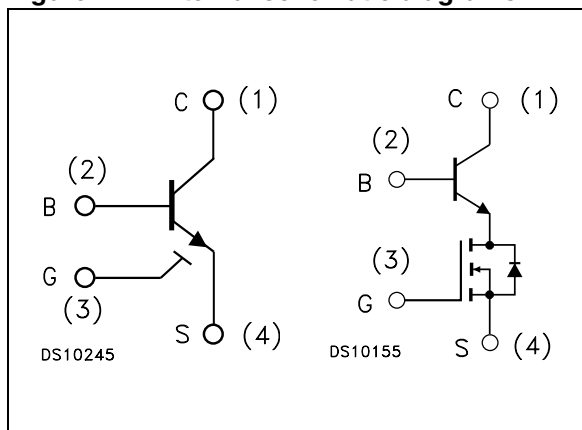 C (1)
(2)
B
G
(3)
S (4)
DS10245
C (1)
(2)
B
(3)
G
S (4)
DS10155